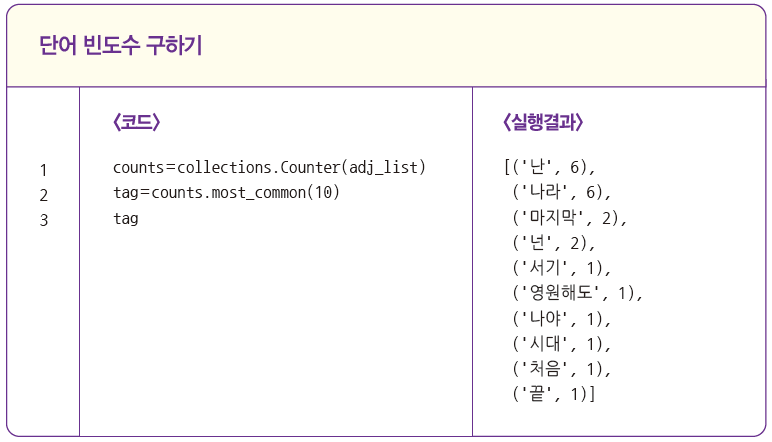 단어 빈도수 구하기
<코드>
1 counts=collections.Counter(adj_list)
2 tag=counts.most_common(10)
3 tag
<실행결과>
[('난', 6),
('나라', 6),
('마지막', 2),
('넌', 2),
('서기', 1),
('영원해도', 1),
('나야', 1),
('시대', 1),
('처음', 1),
('끝', 1)]